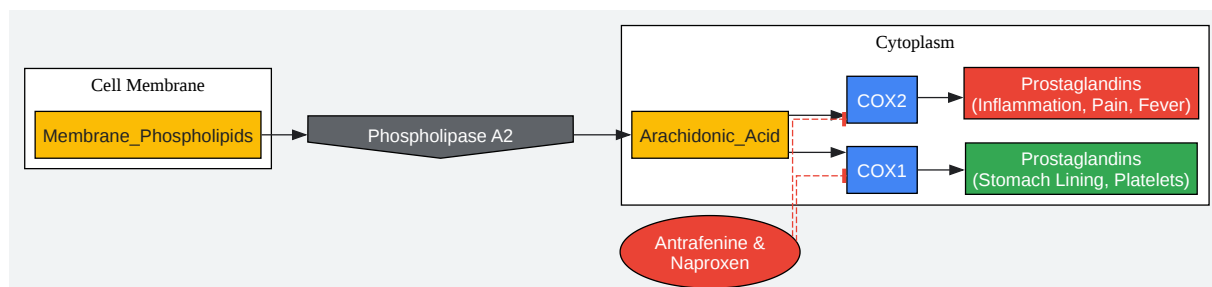 Cell Membrane
Membrane_Phospholipids
Phospholipase A2
Cytoplasm
Arachidonic_Acid
COX2
Prostaglandins
(Inflammation, Pain, Fever)
COX1
Prostaglandins
(Stomach Lining, Platelets)
Antrafenine &
Naproxen